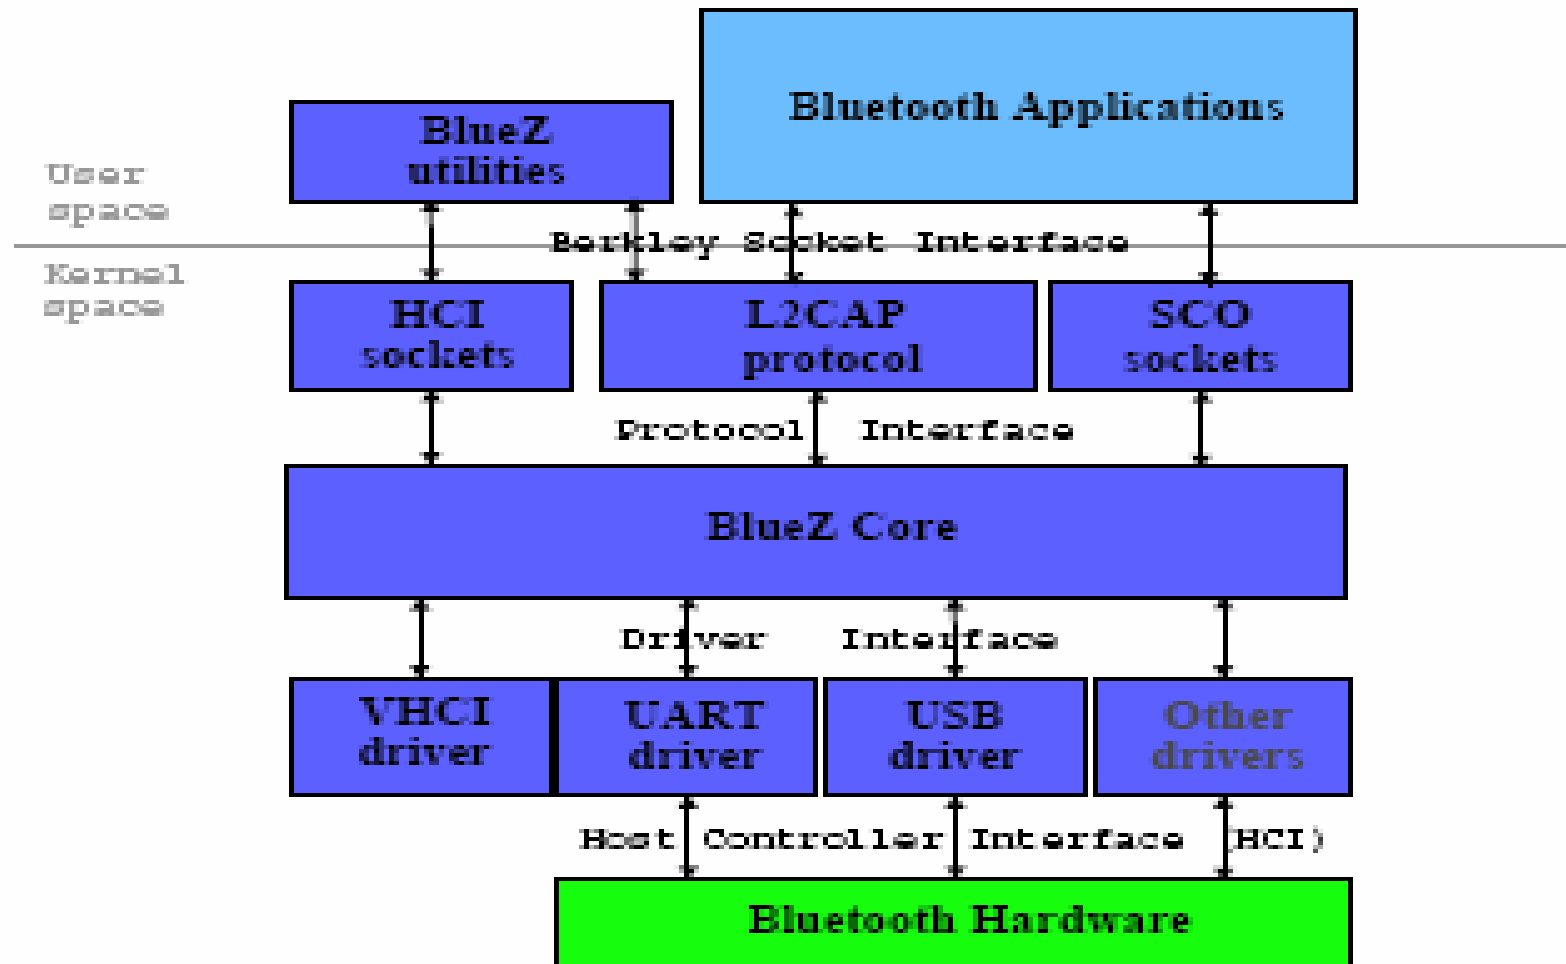 Bluetooth Applications
BlueZ
utilities
User
space
Berkley Socket Interface
Kernel
space
HCI
sockets
L2CAP
protocol
SCO
sockets
Protocol Interface
BlueZ Core
Driver Interface
VHCI
driver
UART
driver
USB
driver
Other
drivers
Host Controller Interface (HCI)
Bluetooth Hardware